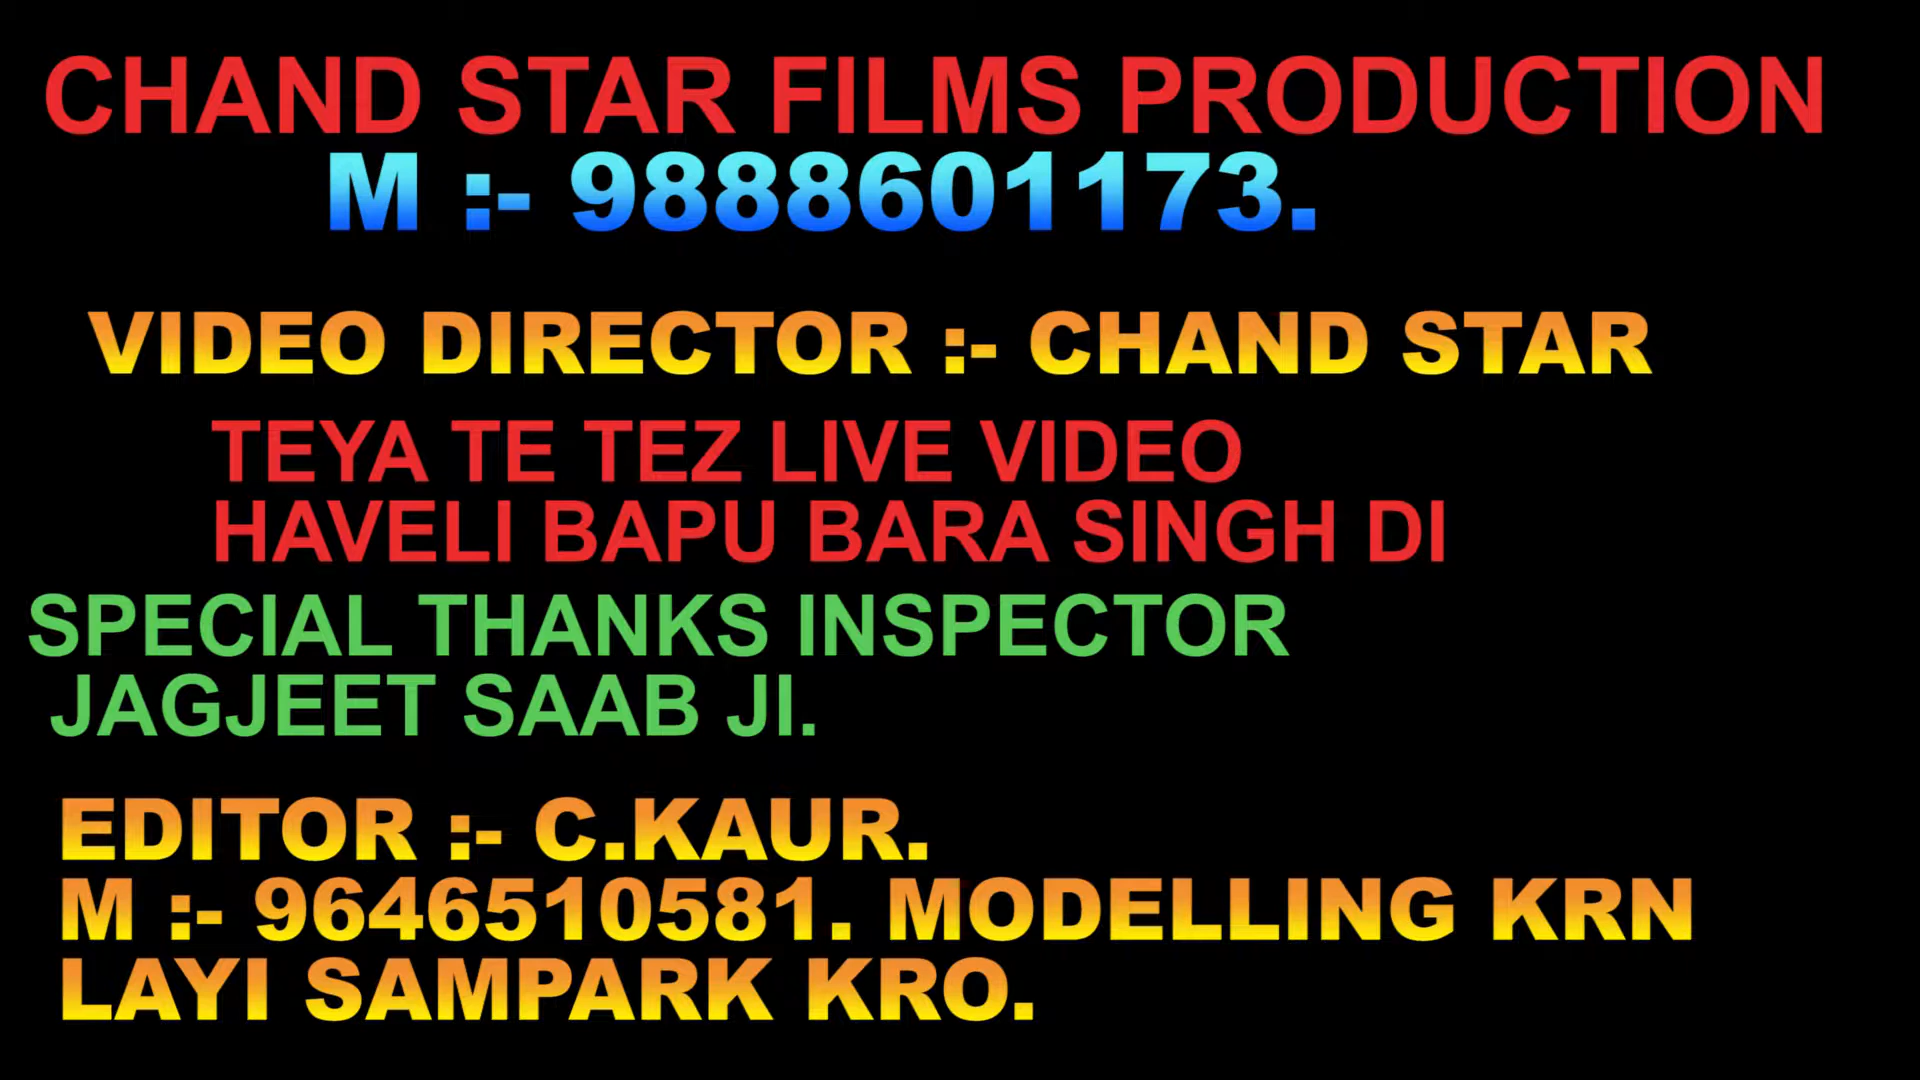 CHAND STAR FILMS PRODUCTION
M :- 9888601173.
VIDEO DIRECTOR :- CHAND STAR
TEYA TE TEZ LIVE VIDEO
HAVELI BAPU BARA SINGH DI
SPECIAL THANKS INSPECTOR
JAGJEET SAAB JI.
EDITOR :- C.KAUR.
M :- 9646510581. MODELLING KRN
LAYI SAMPARK KRO.